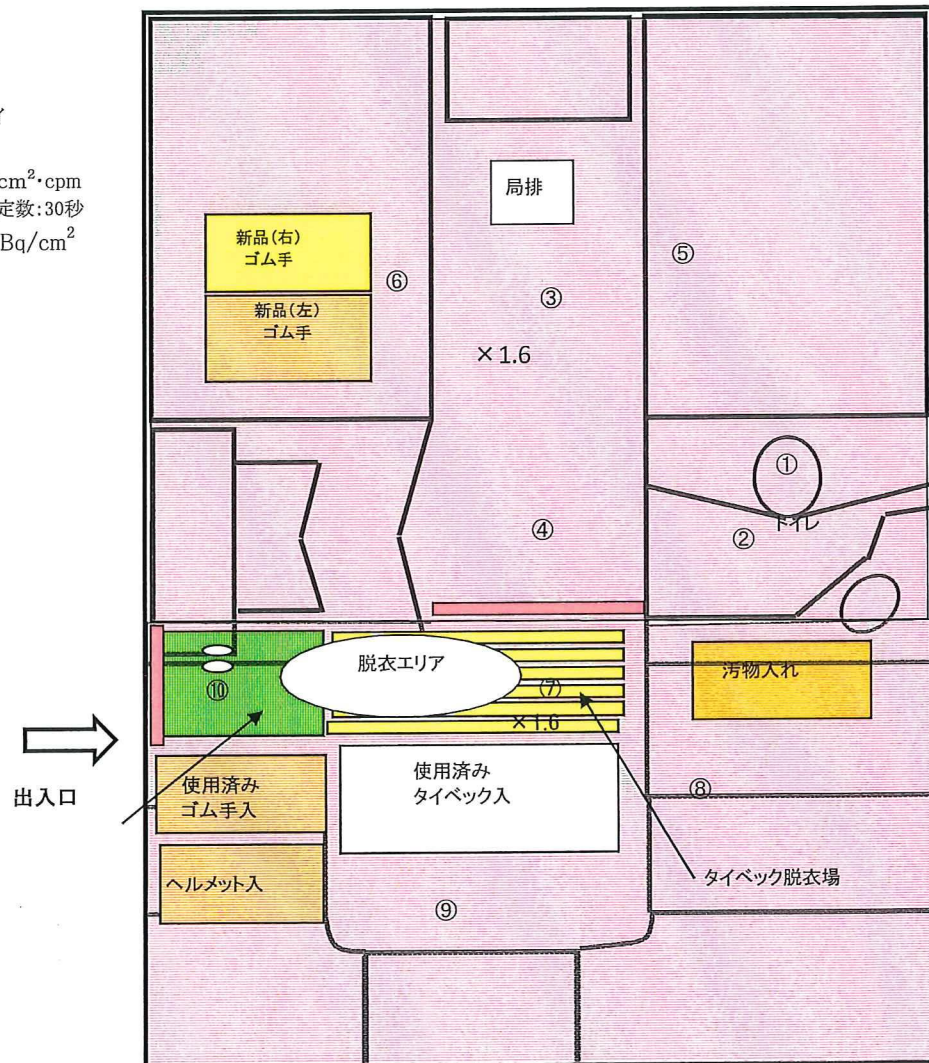 cm²･cpm
定数:30秒
Bq/cm²
局排
新品(右)
ゴム手
新品(左)
ゴム手
⑥
③
⑤
×1.6
①
トイレ
②
④
脱衣エリア
⑦
⑩
×1.6
汚物入れ
出入口
使用済み
ゴム手入
使用済み
タイベック入
⑧
ヘルメット入
タイベック脱衣場
⑨